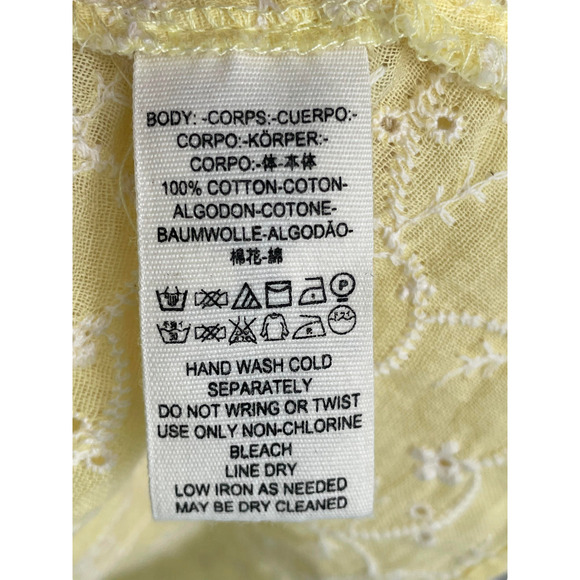 BODY: -CORPS:-CUERPO:-
CORPO:-KÖRPER:-
CORPO:-体-本体
100% COTTON-COTON-
ALGODON-COTONE-
BAUMWOLLE-ALGODÃO-
棉花-綿
P
HAND WASH COLD
SEPARATELY
DO NOT WRING OR TWIST
USE ONLY NON-CHLORINE
BLEACH
LINE DRY
LOW IRON AS NEEDED
MAY BE DRY CLEANED